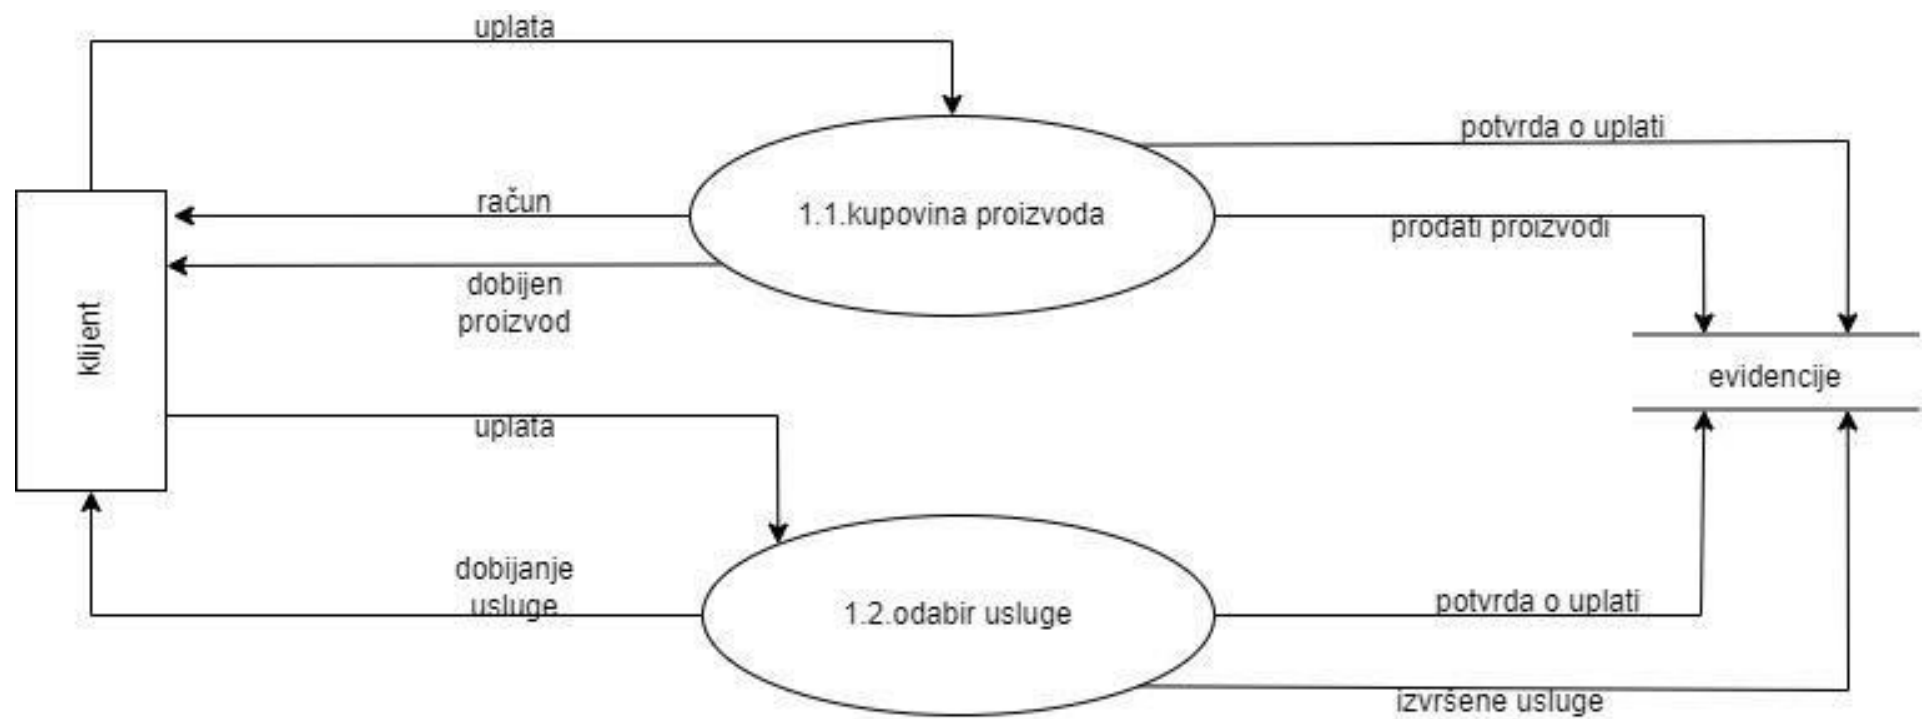 uplata
potvrda o uplati
račun
1.1.kupovina proizvoda
prodati proizvodi
dobijen
proizvod
klijent
evidencije
uplata
dobijanje
usluge
1.2.odabir usluge
potvrda o uplati
izvršene usluge